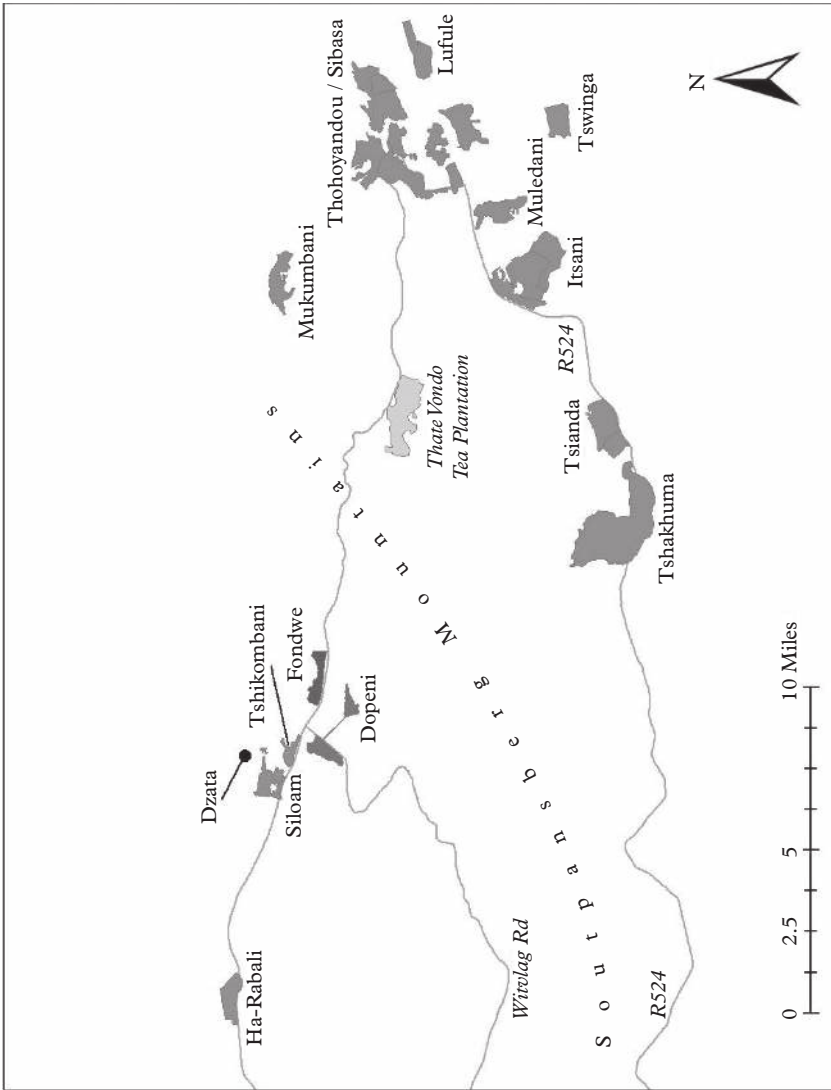 Thohoyandou / Sibasa
Lufule
N
Mukumbani
Tswinga
Muledani
Itsani
R524
Thate Vondo
Tea Plantation
Tsianda
Tshakhuma
Soutpansberg Mountains
Tshikombani
Fondwe
Dzata
Dopeni
Siloam
Ha-Rabali
Witvlag Rd
R524
0 2.5 5 10 Miles